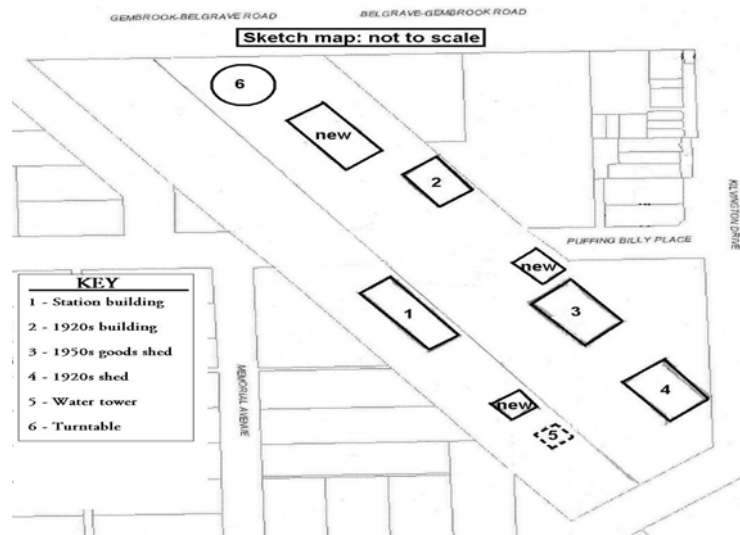 GEMBROOK-BELGRAVE ROAD
BELGRAVE-GEMBROOK ROAD
Sketch map: not to scale
6
new
2
KILVINGTON DRIVE
PUFFING BILLY PLACE
new
3
1
4
new
5
MEMORIAL AVENUE
KEY
1 - Station building
2 - 1920s building
3 - 1950s goods shed
4 - 1920s shed
5 - Water tower
6 - Turntable